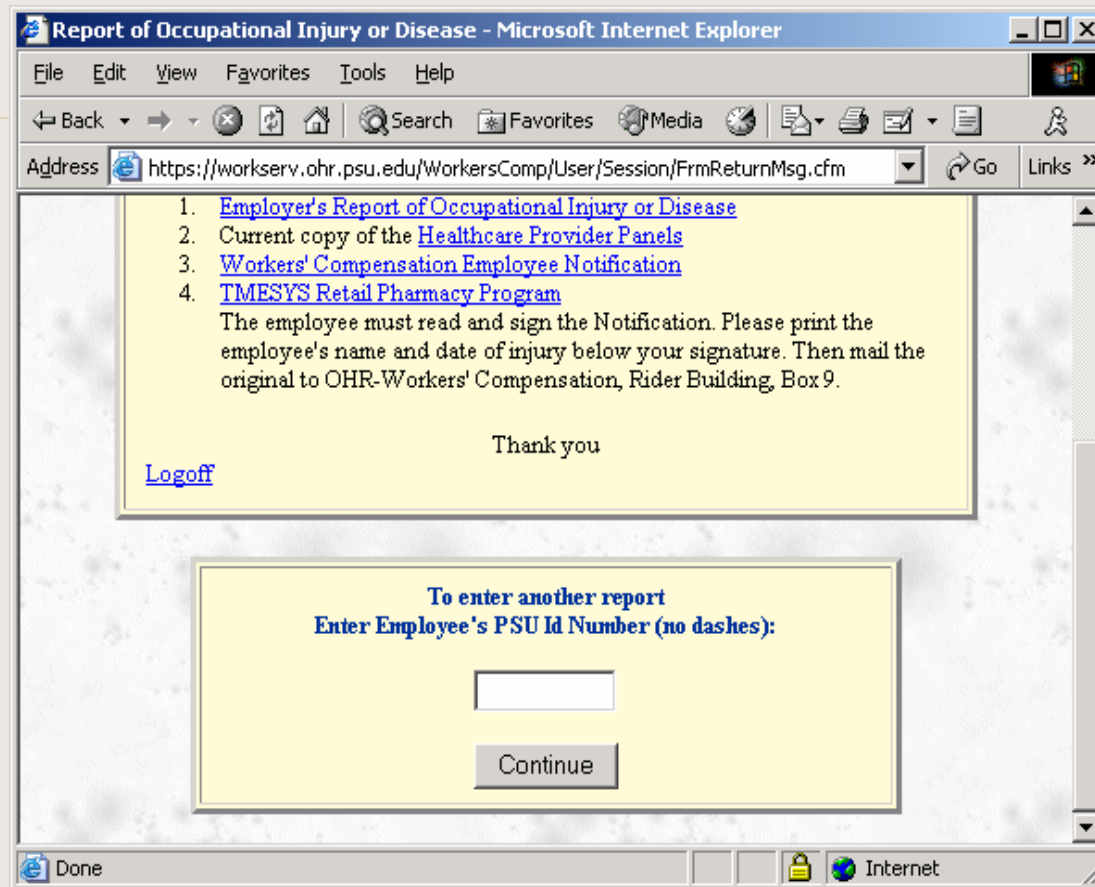 Report of Occupational Injury or Disease - Microsoft Internet Explorer
File Edit View Favorites Tools Help
Back Search Favorites Media
Address https://workserv.ohr.psu.edu/WorkersComp/User/Session/FrmReturnMsg.cfm Go Links »
1. Employer's Report of Occupational Injury or Disease
2. Current copy of the Healthcare Provider Panels
3. Workers' Compensation Employee Notification
4. TMESYS Retail Pharmacy Program
The employee must read and sign the Notification. Please print the
employee's name and date of injury below your signature. Then mail the
original to OHR-Workers' Compensation, Rider Building, Box 9.
Thank you
Logoff
To enter another report
Enter Employee's PSU Id Number (no dashes):
Continue
Done Internet